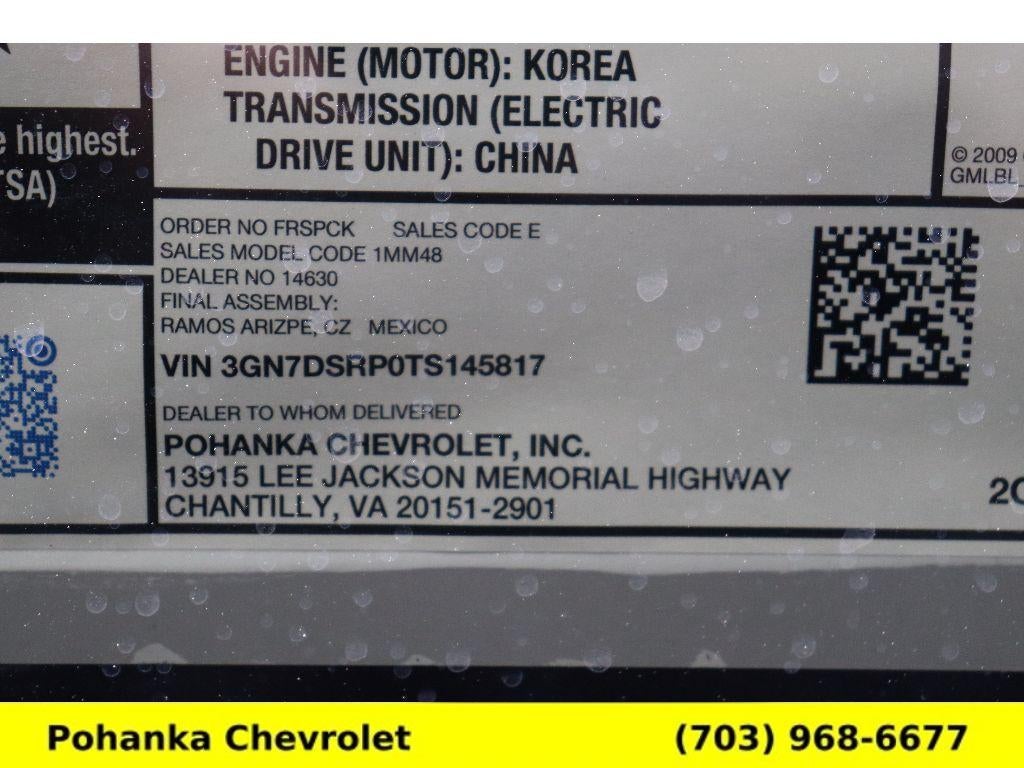 ENGINE (MOTOR): KOREA
TRANSMISSION (ELECTRIC
DRIVE UNIT): CHINA
highest.
TSA)
© 2009
GMLBL
ORDER NO FRSPCK SALES CODE E
SALES MODEL CODE 1MM48
DEALER NO 14630
FINAL ASSEMBLY:
RAMOS ARIZPE, CZ MEXICO
VIN 3GN7DSRP0TS145817
DEALER TO WHOM DELIVERED
POHANKA CHEVROLET, INC.
13915 LEE JACKSON MEMORIAL HIGHWAY
CHANTILLY, VA 20151-2901
Pohanka Chevrolet (703) 968-6677